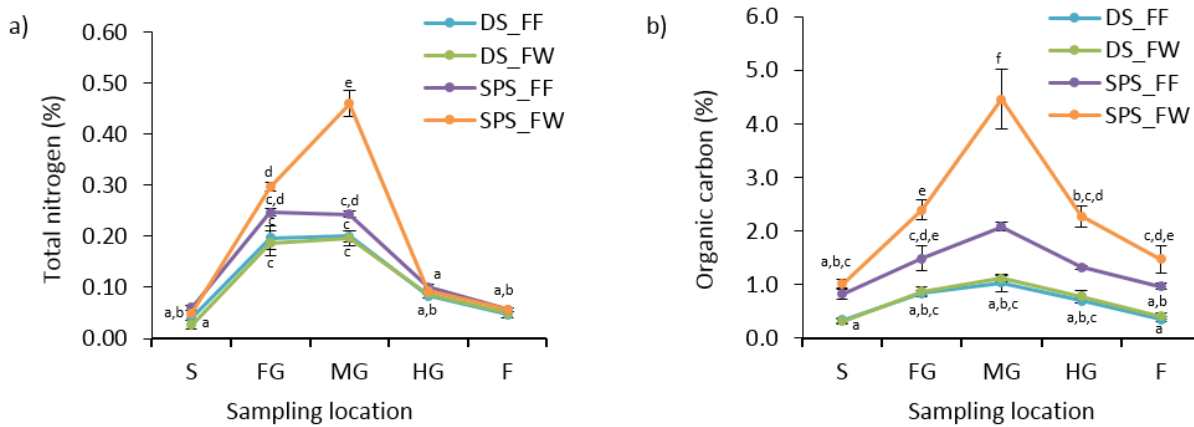 a)
0.60
0.50
0.40
0.30
0.20
0.10
0.00
Total nitrogen (%)
DS_FF
DS_FW
SPS_FF
SPS_FW
e
d
c,d
c,d
c
c
c
c
a,b
a
a
a,b
a,b
S FG MG HG F
Sampling location
b)
6.0
5.0
4.0
3.0
2.0
1.0
0.0
Organic carbon (%)
DS_FF
DS_FW
SPS_FF
SPS_FW
f
e
b,c,d
c,d,e
c,d,e
a,b,c
a,b
a,b,c
a,b,c
a,b,c
a
a
S FG MG HG F
Sampling location